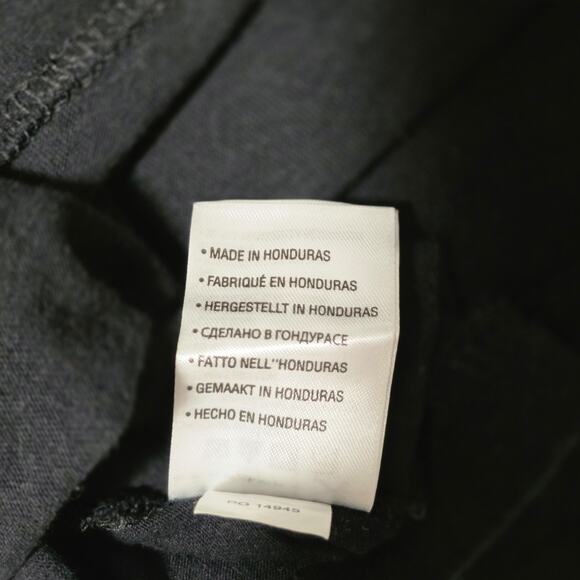 • MADE IN HONDURAS
• FABRIQUÉ EN HONDURAS
• HERGESTELLT IN HONDURAS
• СДЕЛАНО В ГОНДУРАСЕ
• FATTO NELL''HONDURAS
• GEMAAKT IN HONDURAS
• HECHO EN HONDURAS
PO 14945